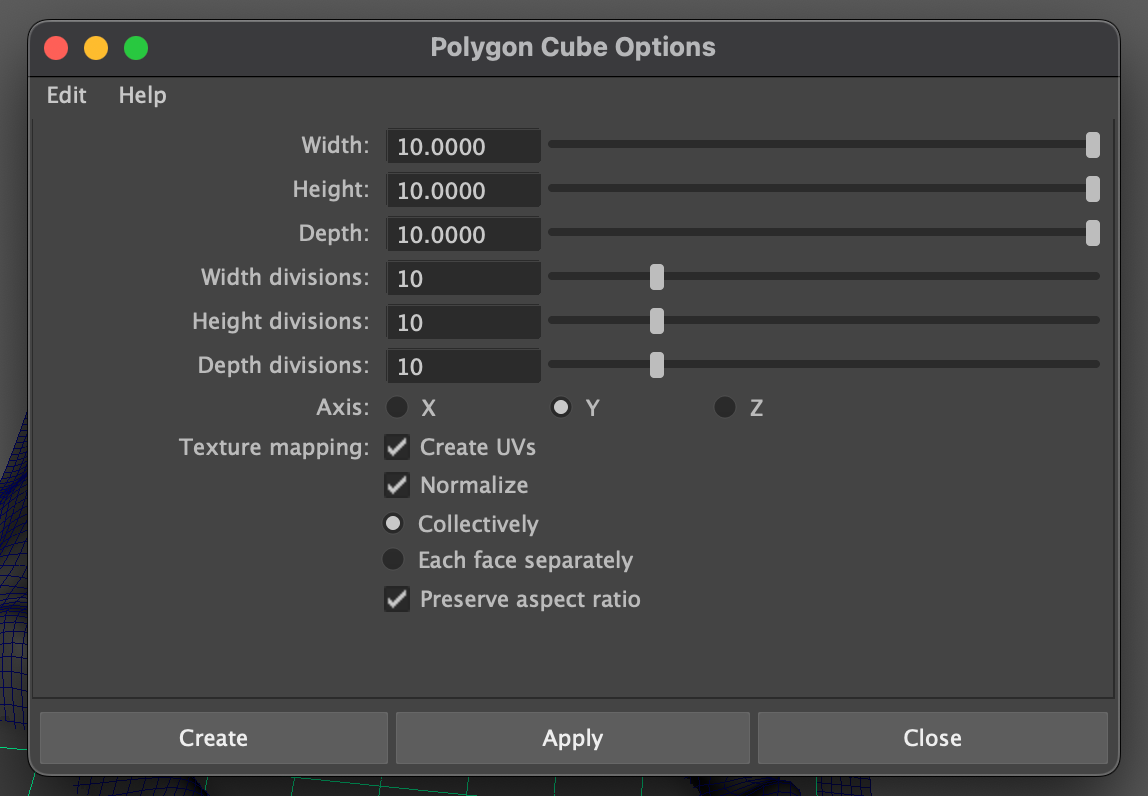 Polygon Cube Options
Edit Help
Width: 10.0000
Height: 10.0000
Depth: 10.0000
Width divisions: 10
Height divisions: 10
Depth divisions: 10
Axis: X Y Z
Texture mapping: Create UVs
Normalize
Collectively
Each face separately
Preserve aspect ratio
Create Apply Close